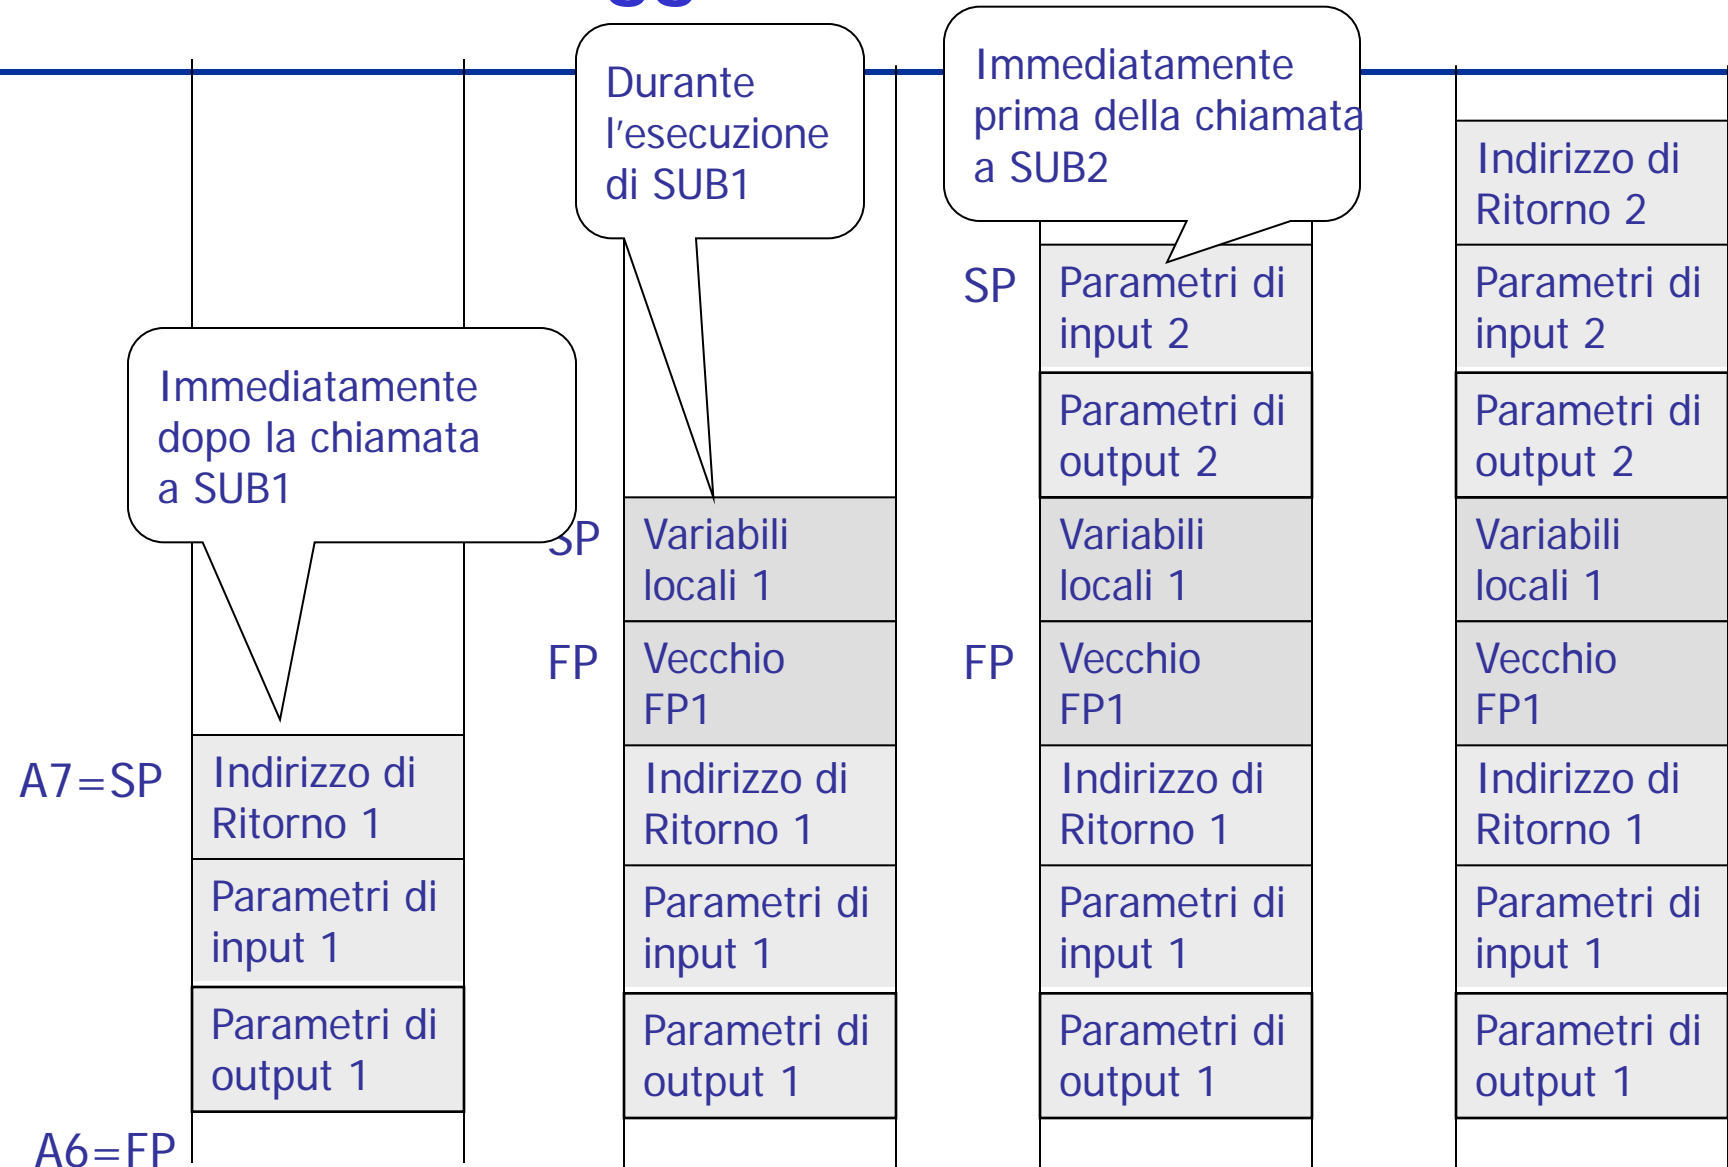 Durante
l'esecuzione
di SUB1
Immediatamente
prima della chiamata
a SUB2
Immediatamente
dopo la chiamata
a SUB1
A7=SP
Indirizzo di
Ritorno 1
Parametri di
input 1
Parametri di
output 1
A6=FP
SP
Variabili
locali 1
FP
Vecchio
FP1
Indirizzo di
Ritorno 1
Parametri di
input 1
Parametri di
output 1
SP
Parametri di
input 2
Parametri di
output 2
Variabili
locali 1
FP
Vecchio
FP1
Indirizzo di
Ritorno 1
Parametri di
input 1
Parametri di
output 1
Indirizzo di
Ritorno 2
Parametri di
input 2
Parametri di
output 2
Variabili
locali 1
Vecchio
FP1
Indirizzo di
Ritorno 1
Parametri di
input 1
Parametri di
output 1